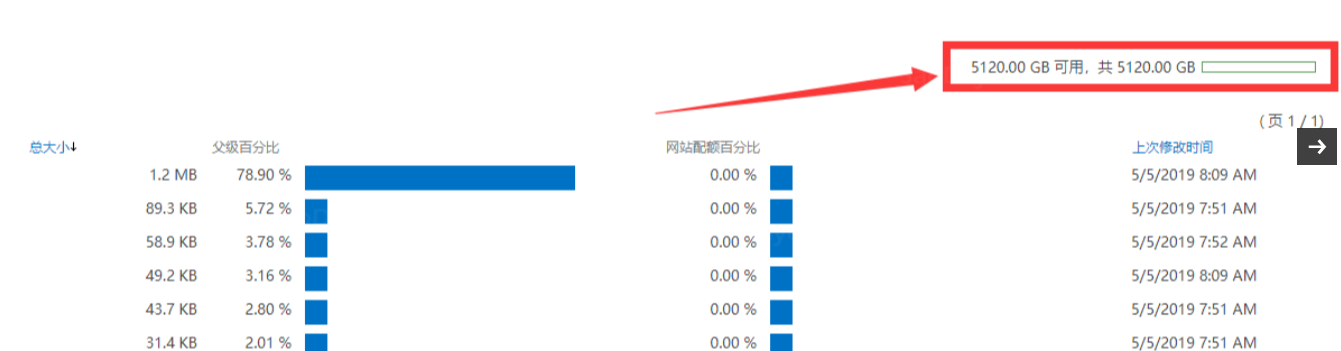 5120.00 GB 可用，共 5120.00 GB
(页 1 / 1)
总大小↓ 父级百分比 网站配额百分比 上次修改时间
1.2 MB 78.90 % 0.00 % 5/5/2019 8:09 AM
89.3 KB 5.72 % 0.00 % 5/5/2019 7:51 AM
58.9 KB 3.78 % 0.00 % 5/5/2019 7:52 AM
49.2 KB 3.16 % 0.00 % 5/5/2019 8:09 AM
43.7 KB 2.80 % 0.00 % 5/5/2019 7:51 AM
31.4 KB 2.01 % 0.00 % 5/5/2019 7:51 AM